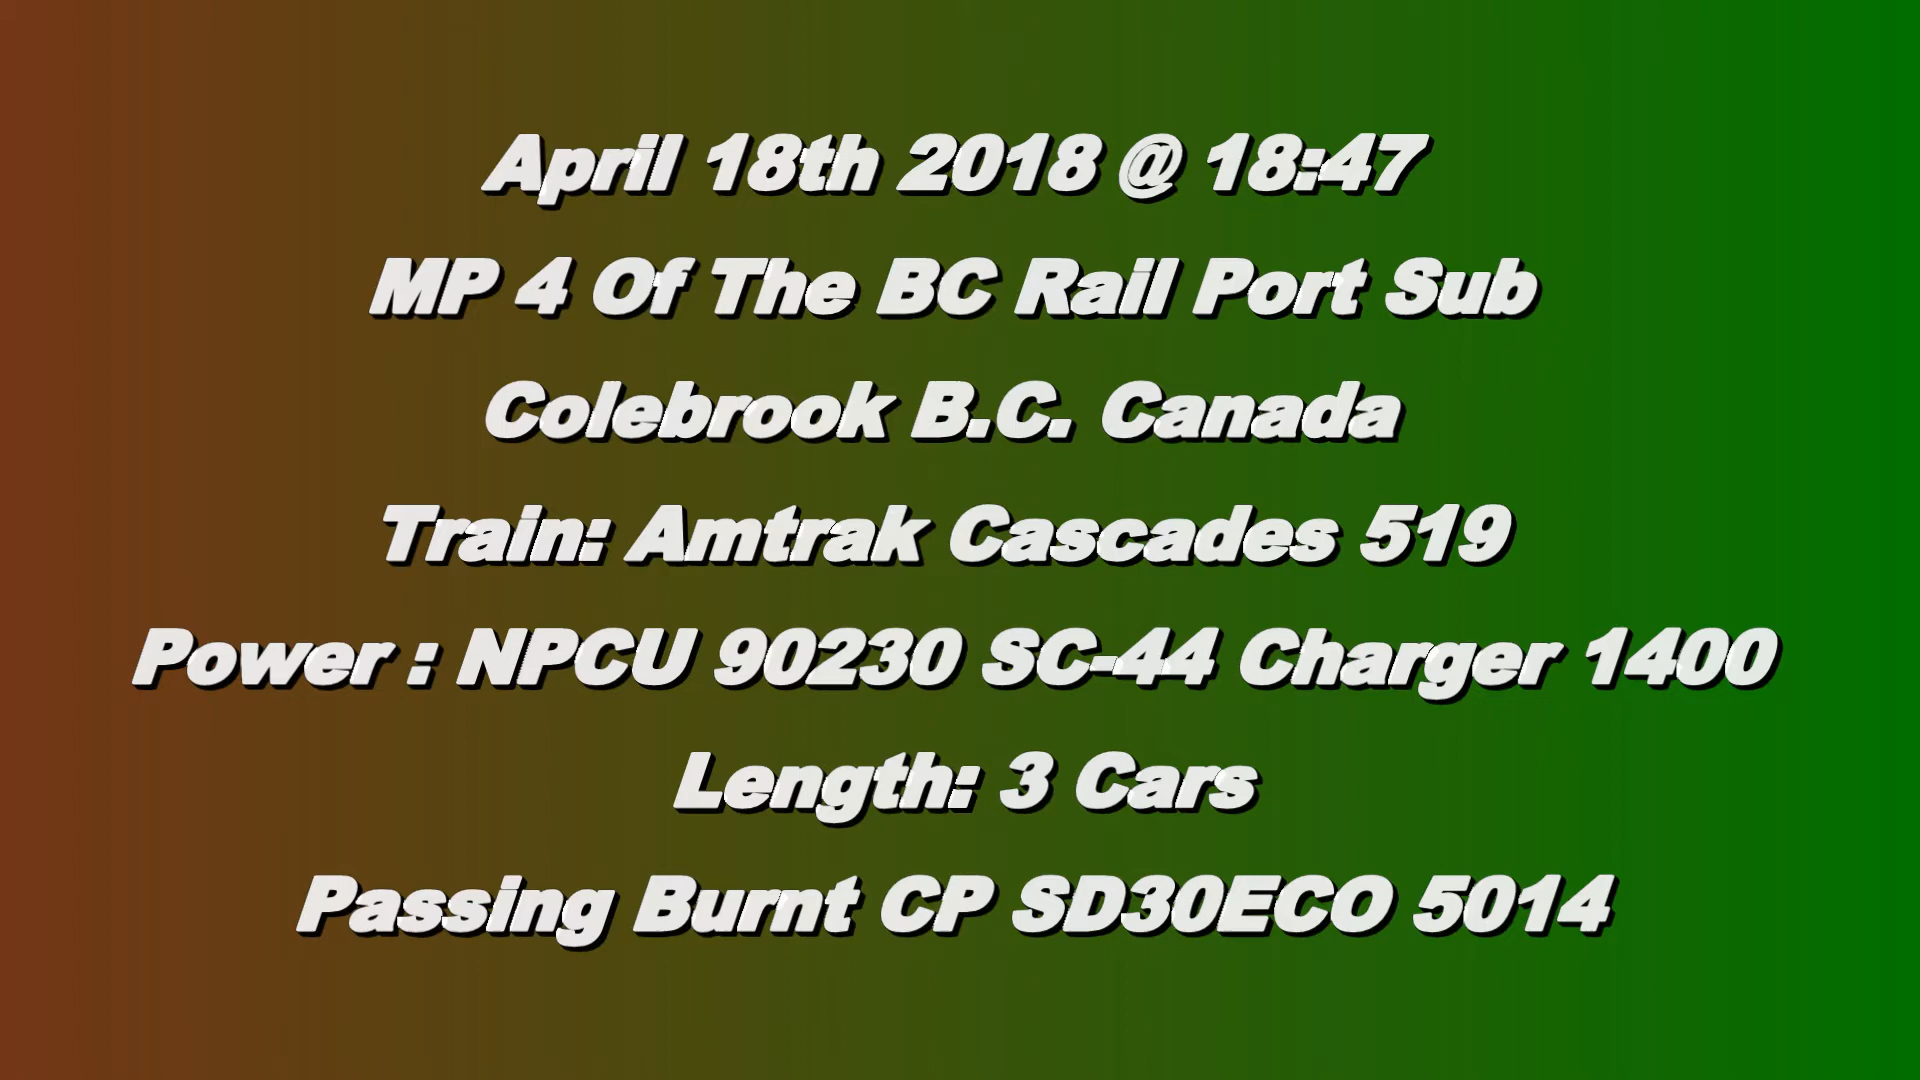 April 18th 2018 @ 18:47
MP 4 Of The BC Rail Port Sub
Colebrook B.C. Canada
Train: Amtrak Cascades 519
Power : NPCU 90230 SC-44 Charger 1400
Length: 3 Cars
Passing Burnt CP SD30ECO 5014